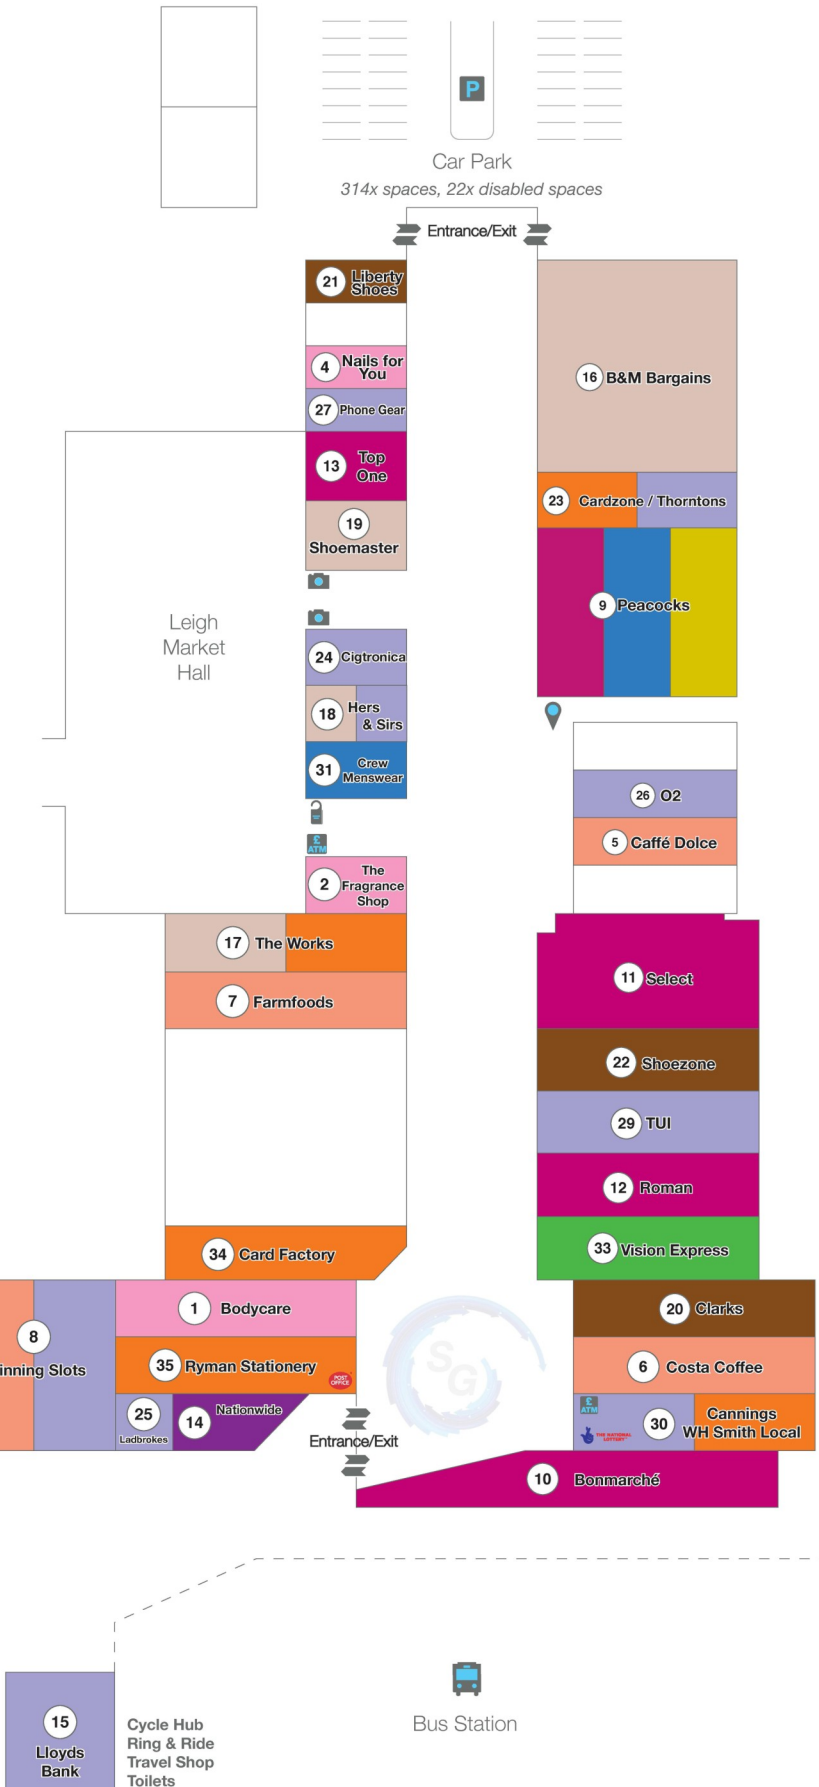 P
Car Park
314x spaces, 22x disabled spaces
Entrance/Exit
21 Liberty
Shoes
4 Nails for
You
27 Phone Gear
13 Top
One
19
Shoemaster
16 B&M Bargains
23 Cardzone / Thorntons
9 Peacocks
Leigh
Market
Hall
24 Cigtronica
18 Hers
& Sirs
31 Crew
Menswear
£
ATM
2 The
Fragrance
Shop
26 O2
5 Caffé Dolce
17 The Works
7 Farmfoods
11 Select
22 Shoezone
29 TUI
12 Roman
33 Vision Express
34 Card Factory
8
inning Slots
1 Bodycare
35 Ryman Stationery
POST
OFFICE
25
Ladbrokes
14 Nationwide
SG
Entrance/Exit
20 Clarks
6 Costa Coffee
£
ATM
THE NATIONAL
LOTTERY
30 Cannings
WH Smith Local
10 Bonmarché
15
Lloyds
Bank
Cycle Hub
Ring & Ride
Travel Shop
Toilets
Bus Station